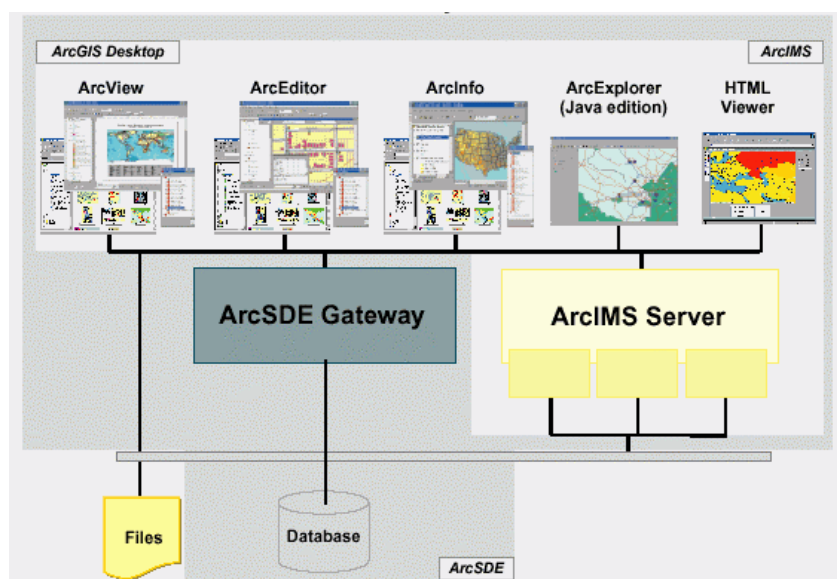 ArcGIS Desktop
ArcIMS
ArcView
ArcEditor
ArcInfo
ArcExplorer
(Java edition)
HTML
Viewer
ArcSDE Gateway
ArcIMS Server
Files
Database
ArcSDE